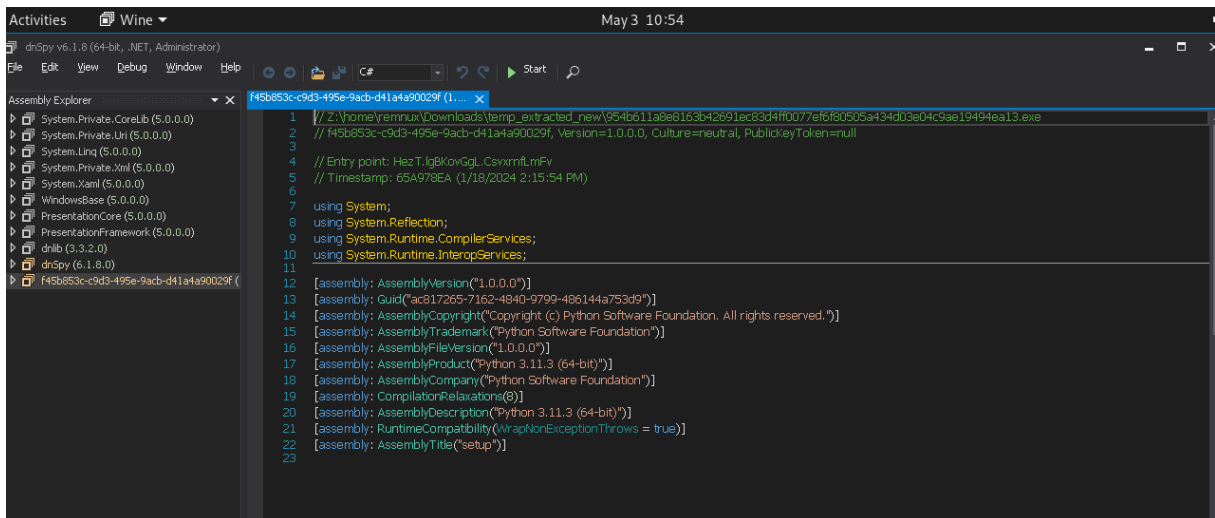 Activities Wine May 3 10:54
dnSpy v6.1.8 (64-bit, .NET, Administrator)
File Edit View Debug Window Help C# Start
Assembly Explorer
System.Private.CoreLib (5.0.0.0)
System.Private.Uri (5.0.0.0)
System.Linq (5.0.0.0)
System.Private.Xml (5.0.0.0)
System.Xaml (5.0.0.0)
WindowsBase (5.0.0.0)
PresentationCore (5.0.0.0)
PresentationFramework (5.0.0.0)
dnlib (3.3.2.0)
dnSpy (6.1.8.0)
f45b853c-c9d3-495e-9acb-d41a4a90029f (
f45b853c-c9d3-495e-9acb-d41a4a90029f (1....
1 // Z:\home\remnux\Downloads\temp_extracted_new\954b611a8e8163b42691ec83d4ff0077ef6f80505a434d03e04c9ae19494ea13.exe
2 // f45b853c-c9d3-495e-9acb-d41a4a90029f, Version=1.0.0.0, Culture=neutral, PublicKeyToken=null
3
4 // Entry point: HezT.lgBKovGgL.CsvxrnfLmFv
5 // Timestamp: 65A978EA (1/18/2024 2:15:54 PM)
6
7 using System;
8 using System.Reflection;
9 using System.Runtime.CompilerServices;
10 using System.Runtime.InteropServices;
11
12 [assembly: AssemblyVersion("1.0.0.0")]
13 [assembly: Guid("ac817265-7162-4840-9799-486144a753d9")]
14 [assembly: AssemblyCopyright("Copyright (c) Python Software Foundation. All rights reserved.")]
15 [assembly: AssemblyTrademark("Python Software Foundation")]
16 [assembly: AssemblyFileVersion("1.0.0.0")]
17 [assembly: AssemblyProduct("Python 3.11.3 (64-bit)")]
18 [assembly: AssemblyCompany("Python Software Foundation")]
19 [assembly: CompilationRelaxations(8)]
20 [assembly: AssemblyDescription("Python 3.11.3 (64-bit)")]
21 [assembly: RuntimeCompatibility(WrapNonExceptionThrows = true)]
22 [assembly: AssemblyTitle("setup")]
23